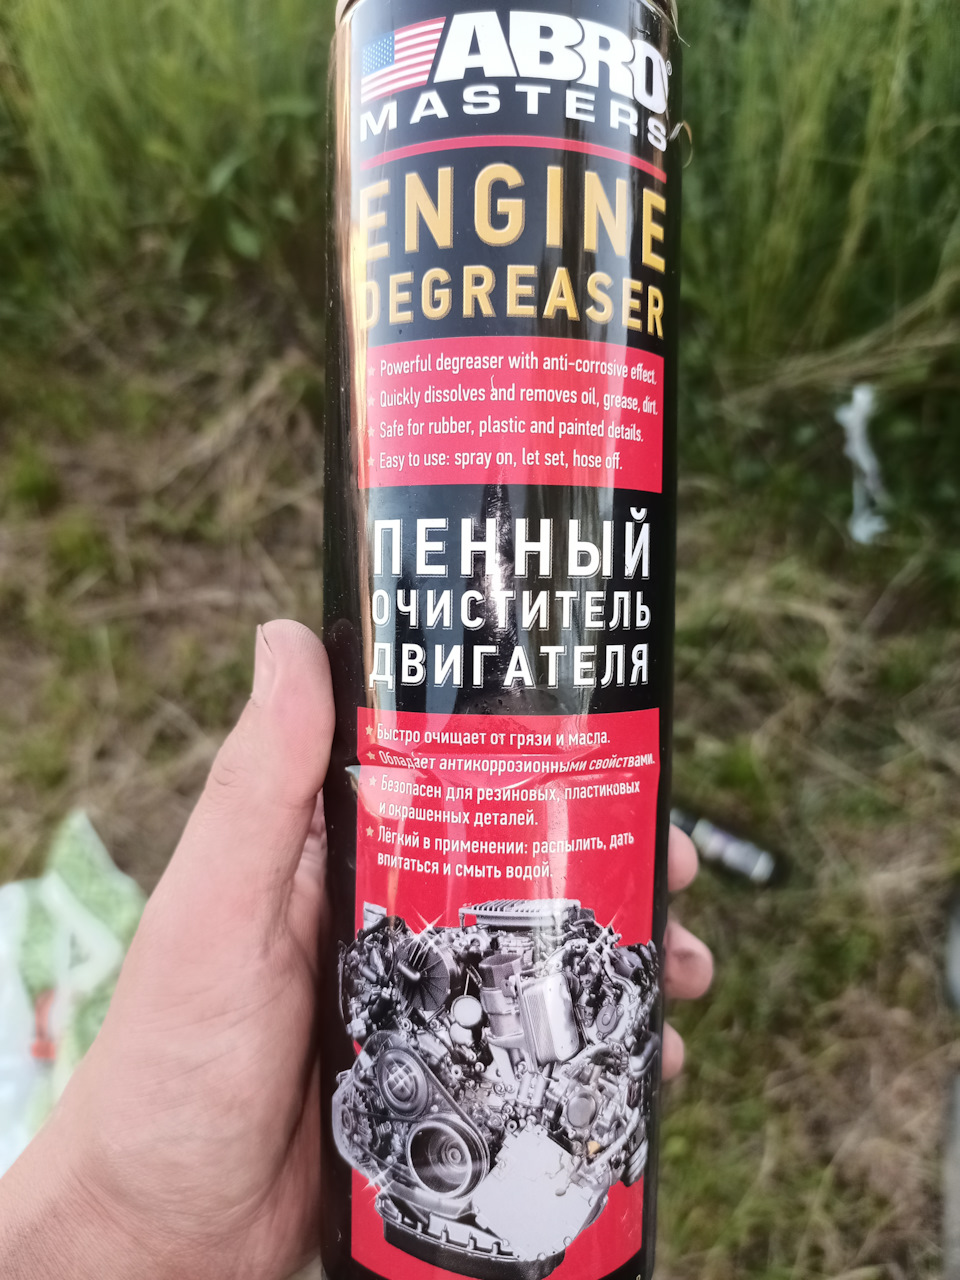 ABRO®
MASTERS
ENGINE
DEGREASER
Powerful degreaser with anti-corrosive effect.
Quickly dissolves and removes oil, grease, dirt.
Safe for rubber, plastic and painted details.
Easy to use: spray on, let set, hose off.
ПЕННЫЙ
ОЧИСТИТЕЛЬ
ДВИГАТЕЛЯ
Быстро очищает от грязи и масла.
Обладает антикоррозионными свойствами.
Безопасен для резиновых, пластиковых
и окрашенных деталей.
Лёгкий в применении: распылить, дать
впитаться и смыть водой.